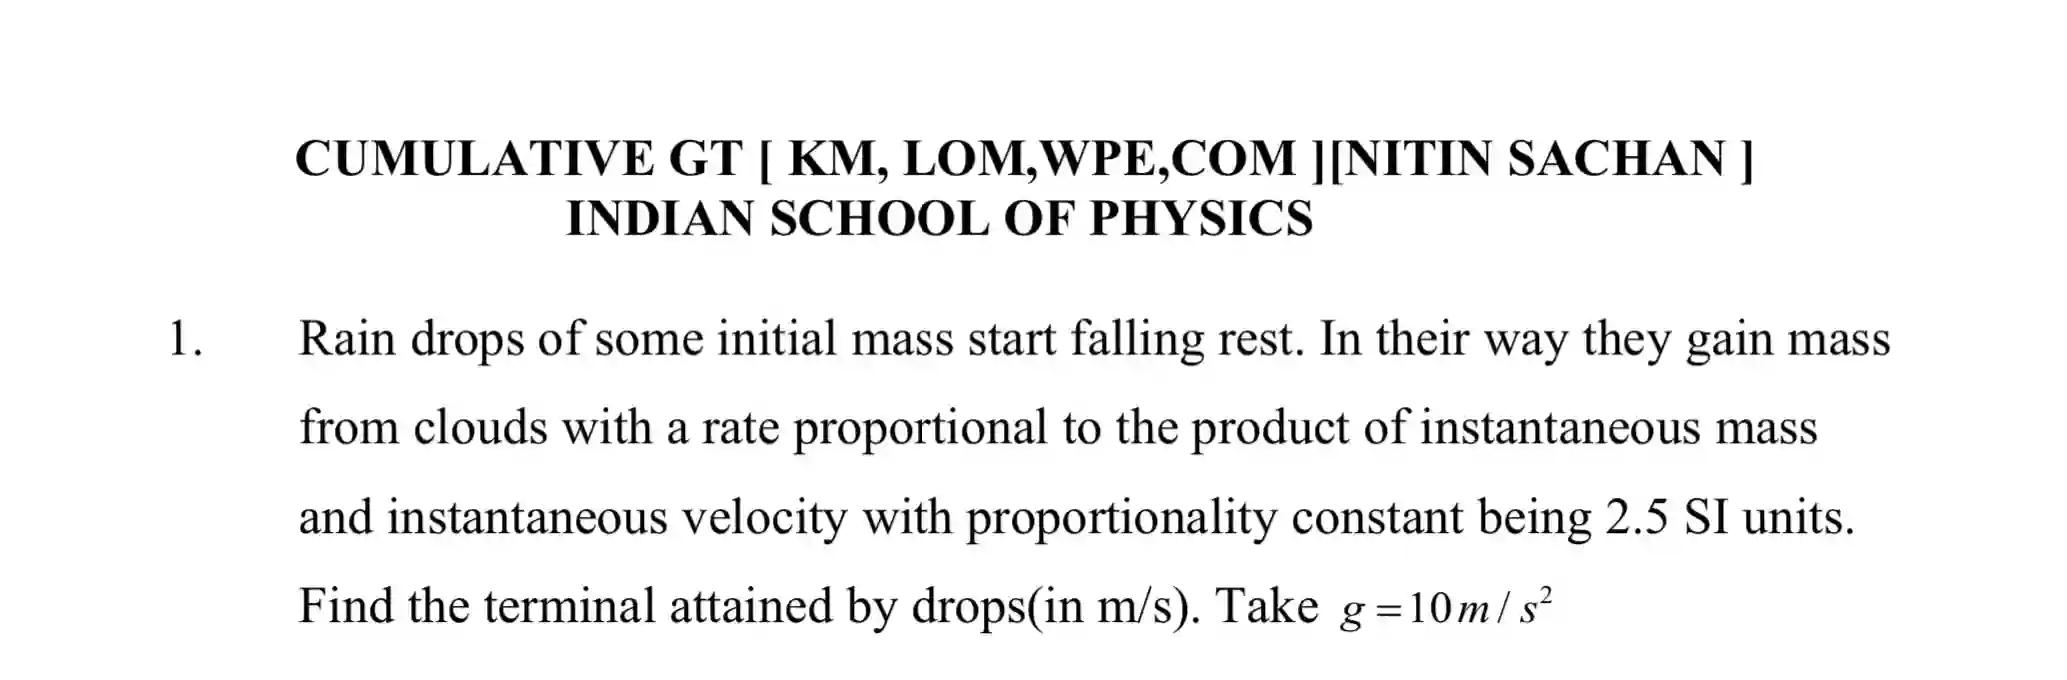 CUMULATIVE GT [ KM, LOM,WPE,COM ][NITIN SACHAN ]
INDIAN SCHOOL OF PHYSICS
1. Rain drops of some initial mass start falling rest. In their way they gain mass
from clouds with a rate proportional to the product of instantaneous mass
and instantaneous velocity with proportionality constant being 2.5 SI units.
Find the terminal attained by drops(in m/s). Take g = 10 m / s²